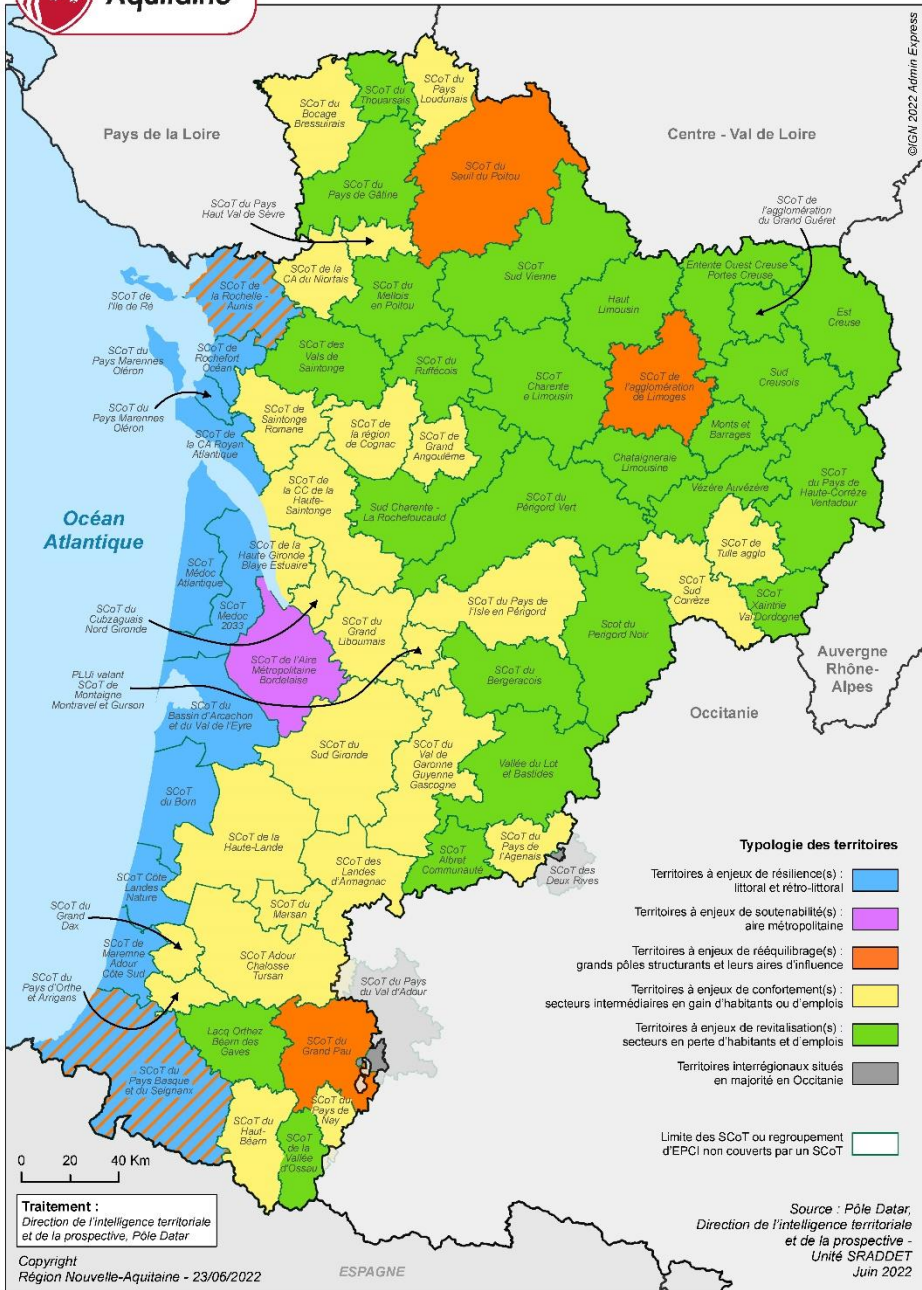 Aquitaine
©IGN 2022 Admin Express
Pays de la Loire
Centre - Val de Loire
SCoT du
Bocage
Bressuirais
SCoT du
Thouarsais
SCoT du
Pays
Loudunais
SCoT du
Seuil du Poitou
SCoT du
Pays de Gâtine
SCoT du Pays
Haut Val de Sèvre
SCoT de
l'agglomération
du Grand Guéret
SCoT de la
CA du Niortais
SCoT du
Mellois
en Poitou
SCoT
Sud Vienne
Haut
Limousin
Entente Ouest Creuse
Portes Creuse
Est
Creuse
SCoT de
l'Ile de Ré
SCoT de
la Rochelle -
Aunis
SCoT du
Pays Marennes
Oléron
SCoT de
Rochefort
Océan
SCoT des
Vals de
Saintonge
SCoT du
Ruffécois
SCoT
Charente
e Limousin
SCoT de
l'agglomération
de Limoges
Sud
Creusois
SCoT du
Pays Marennes
Oléron
SCoT de
la CA Royan
Atlantique
SCoT de
Saintonge
Romane
SCoT de
la région
de Cognac
SCoT de
Grand
Angoulême
Monts et
Barrages
Chataigneraie
Limousine
SCoT
du Pays de
Haute-Corrèze
Ventadour
SCoT de
la CC de la
Haute-
Saintonge
Sud Charente -
La Rochefoucauld
SCoT du
Périgord Vert
Vézère Auvézère
Océan
Atlantique
SCoT
Médoc
Atlantique
SCoT de la
Haute Gironde
Blaye Estuaire
SCoT de
Tulle agglo
SCoT
Sud
Corrèze
SCoT
Xaintrie
Val'Dordogne
SCoT du
Cubzaguais
Nord Gironde
SCoT
Medoc
2033
SCoT du
Grand
Libournais
SCoT du Pays de
l'Isle en Périgord
Scot du
Périgord Noir
SCoT de l'Aire
Métropolitaine
Bordelaise
PLUi valant
SCoT de
Montaigne
Montravel et Gurson
SCoT du
Bergeracois
Auvergne
Rhône-
Alpes
Occitanie
SCoT du
Bassin d'Arcachon
et du Val de l'Eyre
SCoT du
Sud Gironde
SCoT du
Val de
Garonne
Guyenne
Gascogne
Vallée du Lot
et Bastides
SCoT
du Born
SCoT de la
Haute-Lande
SCoT des
Landes
d'Armagnac
SCoT
Albret
Communauté
SCoT du
Pays de
l'Agenais
SCoT des
Deux Rives
SCoT Côte
Landes
Nature
SCoT du
Marsan
SCoT du
Grand
Dax
SCoT de
Maremne
Adour
Côte Sud
SCoT Adour
Chalosse
Tursan
SCoT du
Pays d'Orthe
et Arrigans
SCoT du Pays
du Val d'Adour
Lacq Orthez
Béarn des
Gaves
SCoT du
Grand Pau
SCoT du
Pays Basque
et du Seignanx
SCoT du
Haut-
Béarn
SCoT
de la
Vallée
d'Ossau
SCoT du
Pays de
Nay
Typologie des territoires
Territoires à enjeux de résilience(s) :
littoral et rétro-littoral
Territoires à enjeux de soutenabilité(s) :
aire métropolitaine
Territoires à enjeux de rééquilibrage(s) :
grands pôles structurants et leurs aires d'influence
Territoires à enjeux de confortement(s) :
secteurs intermédiaires en gain d'habitants ou d'emplois
Territoires à enjeux de revitalisation(s) :
secteurs en perte d'habitants et d'emplois
Territoires interrégionaux situés
en majorité en Occitanie
Limite des SCoT ou regroupement
d'EPCI non couverts par un SCoT
0 20 40 Km
Traitement :
Direction de l'intelligence territoriale
et de la prospective, Pôle Datar
Copyright
Région Nouvelle-Aquitaine - 23/06/2022
ESPAGNE
Source : Pôle Datar,
Direction de l'intelligence territoriale
et de la prospective -
Unité SRADDET
Juin 2022